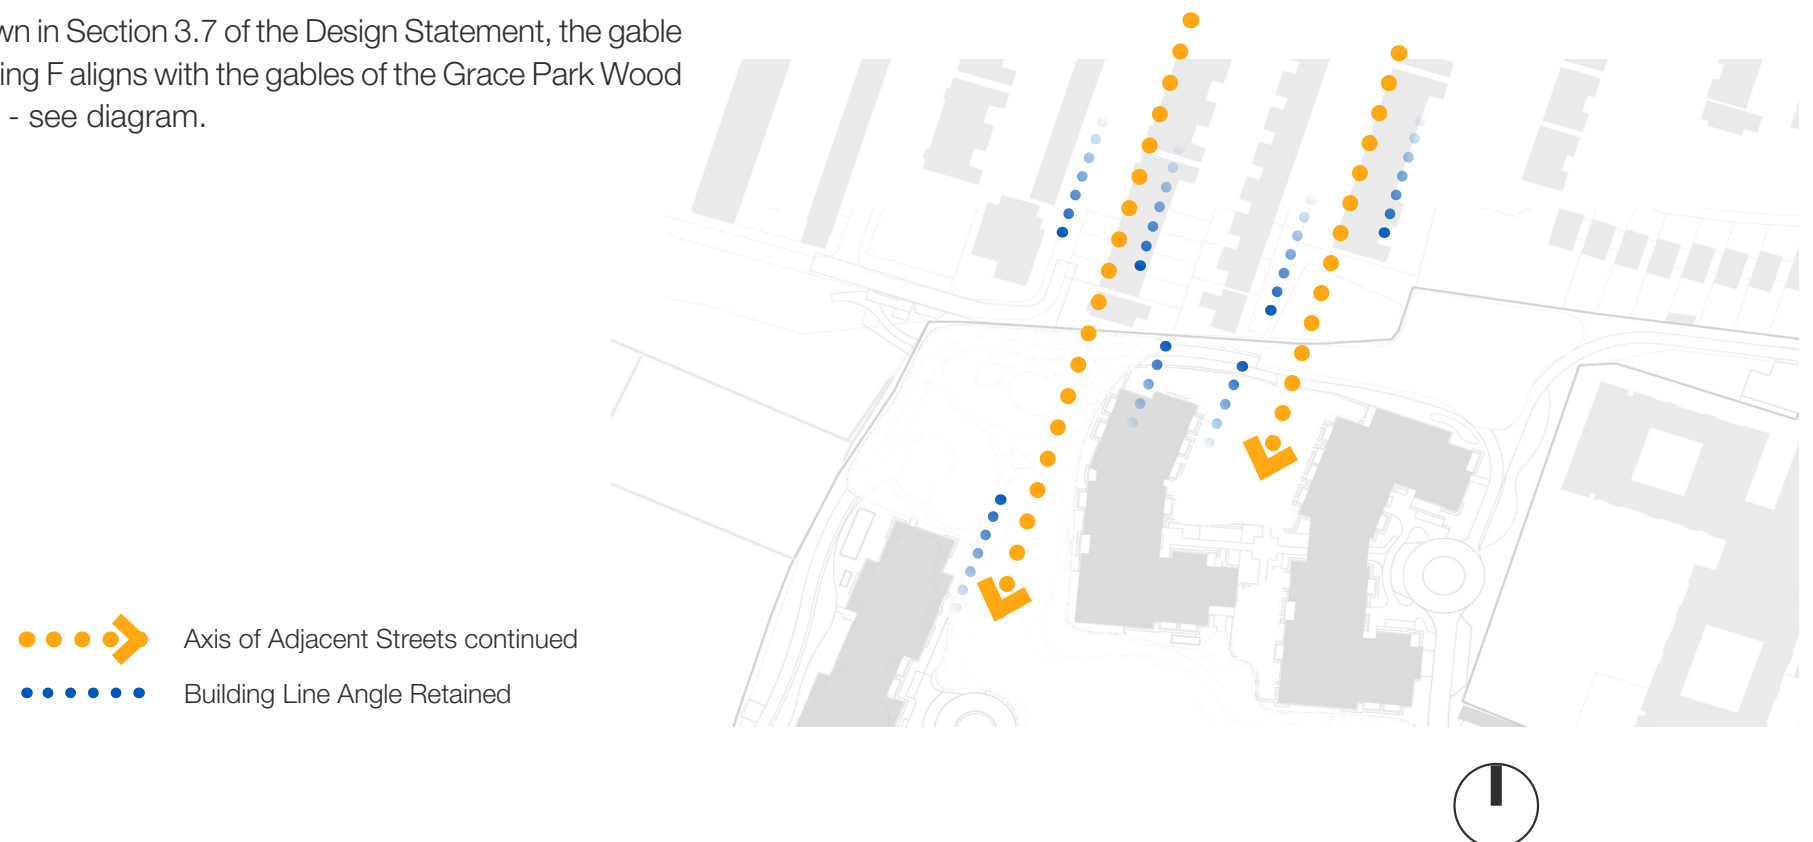 wn in Section 3.7 of the Design Statement, the gable
ing F aligns with the gables of the Grace Park Wood
- see diagram.
Axis of Adjacent Streets continued
Building Line Angle Retained